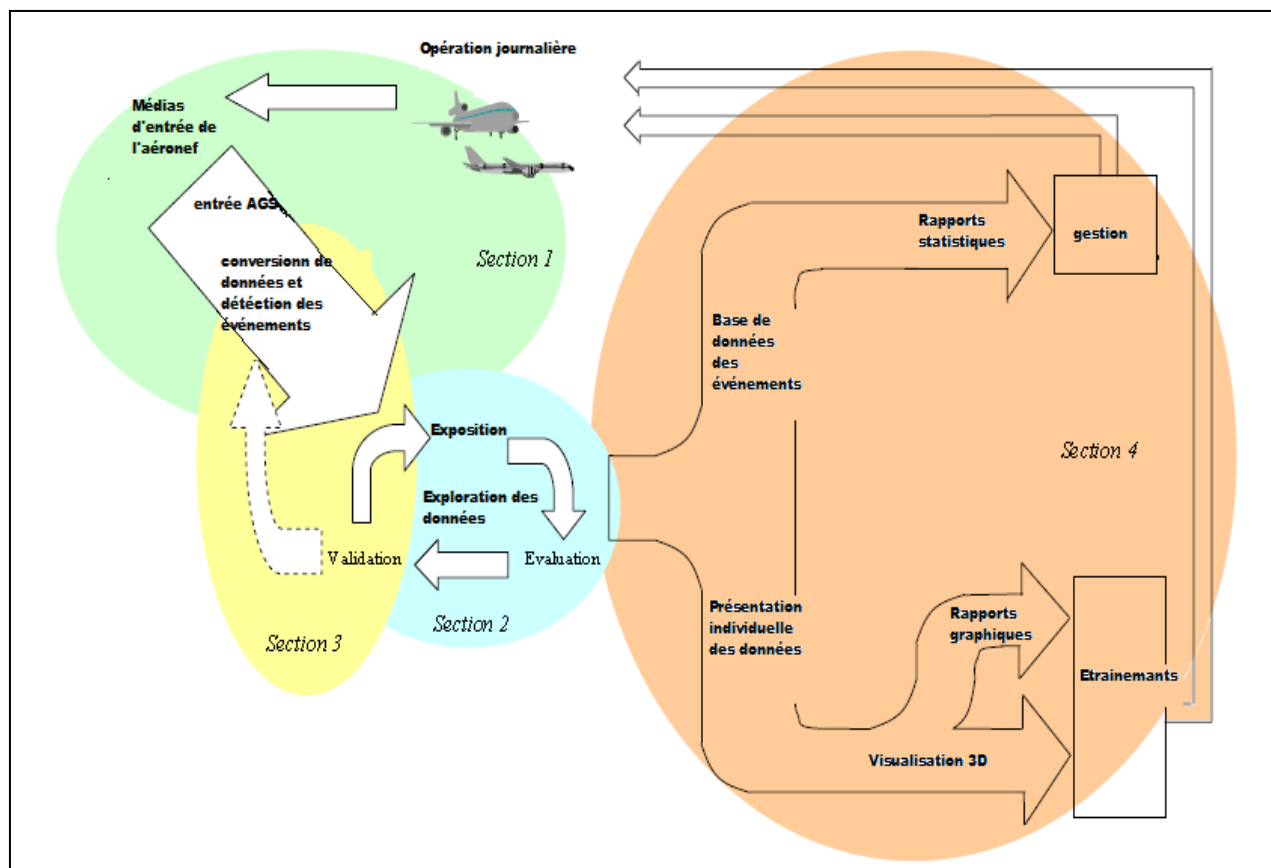 Opération journalière
Médias
d'entrée de
l'aéronef
entrée AGS
conversionn de
données et
détéction des
événements
Section 1
Exposition
Exploration des
données
Validation
Evaluation
Section 2
Section 3
Base de
données
des
événements
Rapports
statistiques
gestion
Section 4
Présentation
individuelle
des données
Rapports
graphiques
Etrainemants
Visualisation 3D